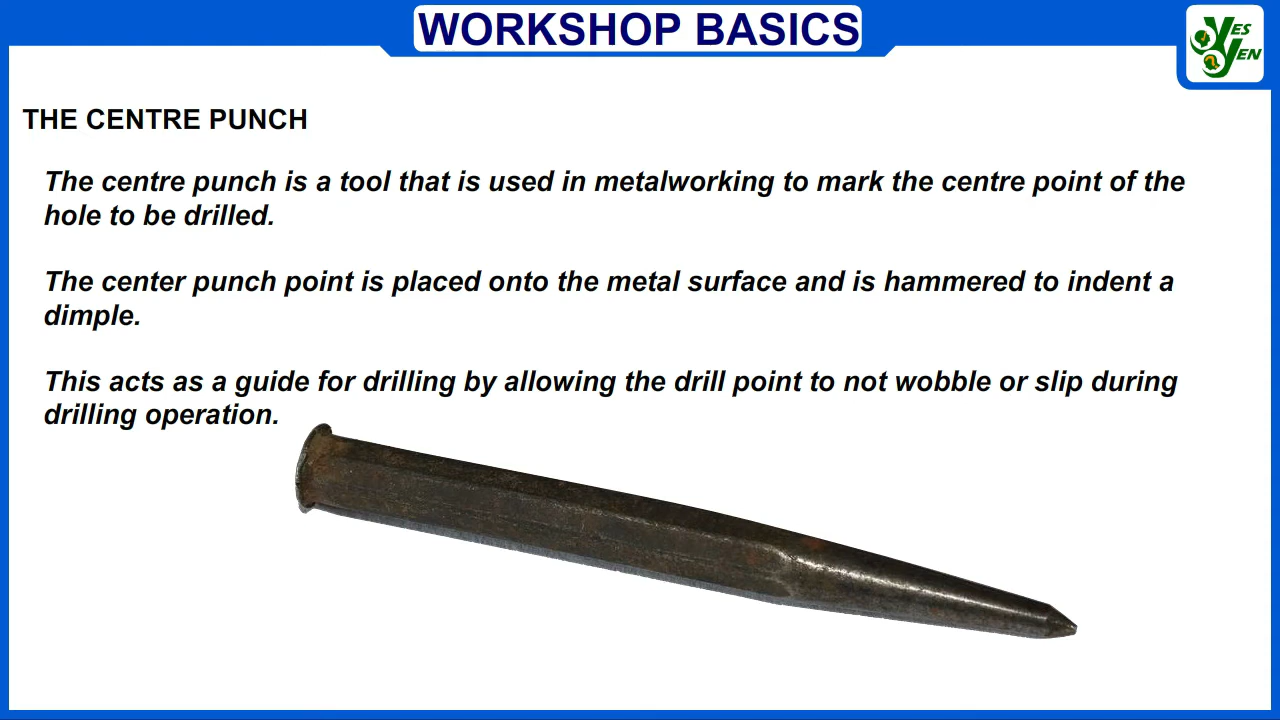 WORKSHOP BASICS
YES
YEN
THE CENTRE PUNCH
The centre punch is a tool that is used in metalworking to mark the centre point of the
hole to be drilled.
The center punch point is placed onto the metal surface and is hammered to indent a
dimple.
This acts as a guide for drilling by allowing the drill point to not wobble or slip during
drilling operation.